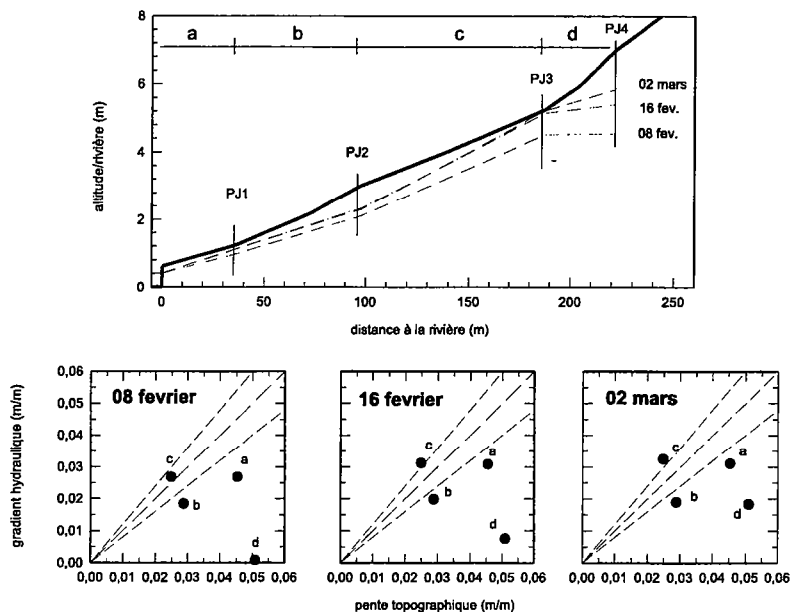 8
6
4
2
0
altitude/rivière (m)
a
b
c
d
PJ1
PJ2
PJ3
PJ4
02 mars
16 fev.
08 fev.
0
50
100
150
200
250
distance à la rivière (m)
gradient hydraulique (m/m)
0,06
0,05
0,04
0,03
0,02
0,01
0,00
08 fevrier
c
a
b
d
0,00 0,01 0,02 0,03 0,04 0,05 0,06
0,06
0,05
0,04
0,03
0,02
0,01
0,00
16 fevrier
c
a
b
d
0,00 0,01 0,02 0,03 0,04 0,05 0,06
0,06
0,05
0,04
0,03
0,02
0,01
0,00
02 mars
c
a
b
d
0,00 0,01 0,02 0,03 0,04 0,05 0,06
pente topographique (m/m)